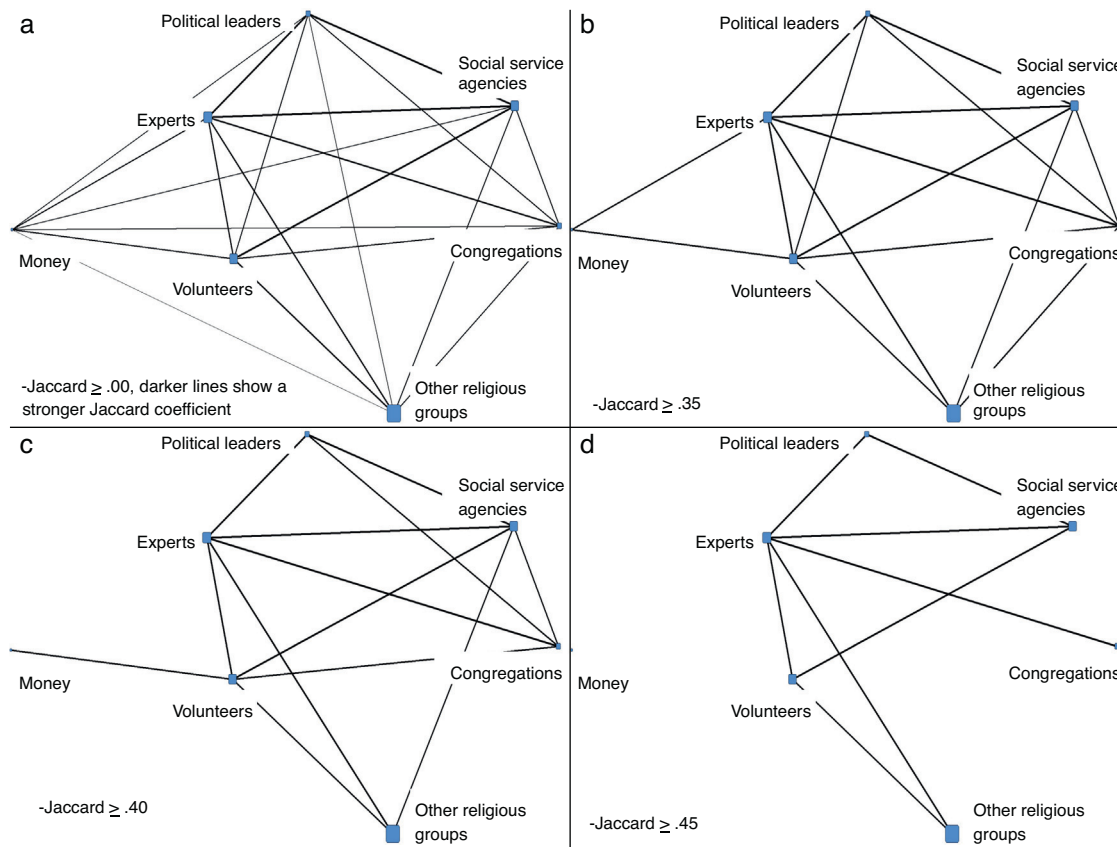 a
Political leaders
Social service
agencies
Experts
Money
Congregations
Volunteers
Other religious
groups
-Jaccard ≥ .00, darker lines show a
stronger Jaccard coefficient
b
Political leaders
Social service
agencies
Experts
Money
Congregations
Volunteers
Other religious
groups
-Jaccard ≥ .35
c
Political leaders
Social service
agencies
Experts
Money
Congregations
Volunteers
Other religious
groups
-Jaccard ≥ .40
d
Political leaders
Social service
agencies
Experts
Money
Congregations
Volunteers
Other religious
groups
-Jaccard ≥ .45